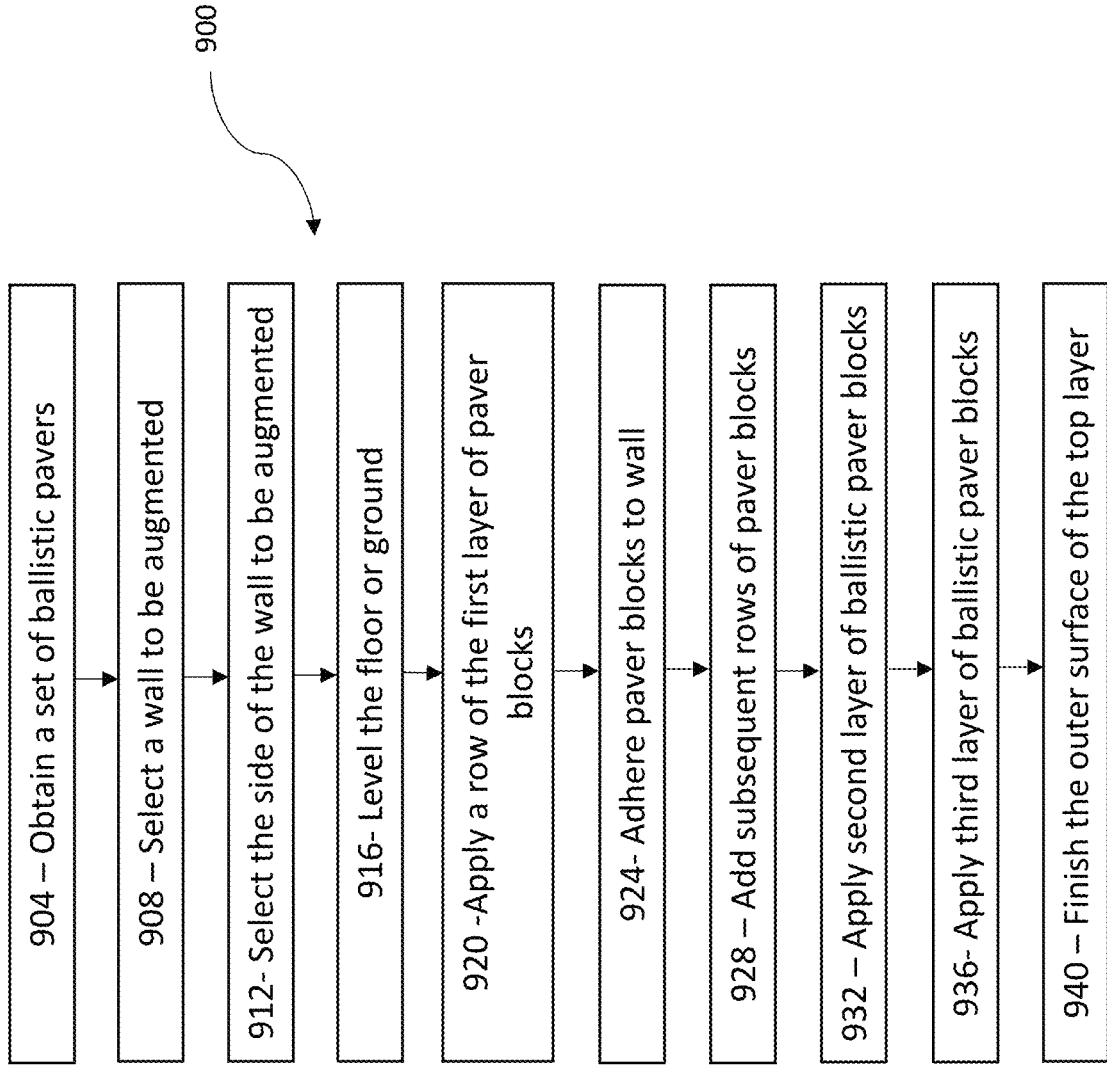 904 – Obtain a set of ballistic pavers
908 – Select a wall to be augmented
912- Select the side of the wall to be augmented
916- Level the floor or ground
920 -Apply a row of the first layer of paver
blocks
924- Adhere paver blocks to wall
928 – Add subsequent rows of paver blocks
932 – Apply second layer of ballistic paver blocks
936- Apply third layer of ballistic paver blocks
940 – Finish the outer surface of the top layer
900